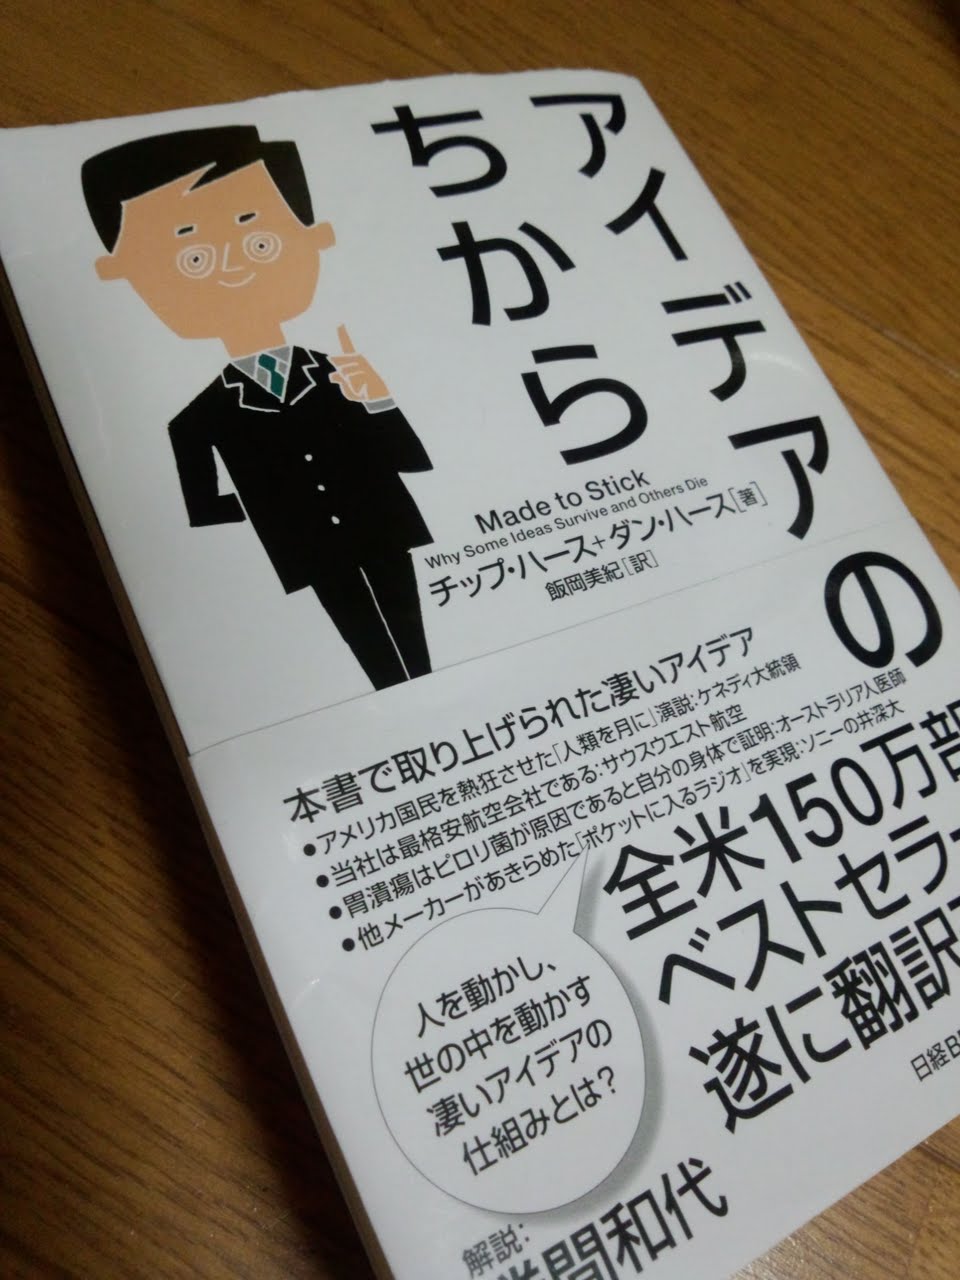 アイデアの
ちから
Made to Stick
Why Some Ideas Survive and Others Die
チップ・ハース+ダン・ハース[著]
飯岡美紀[訳]
本書で取り上げられた凄いアイデア
●アメリカ国民を熱狂させた「人類を月に」演説:ケネディ大統領
●当社は最格安航空会社である:サウスウエスト航空
●胃潰瘍はピロリ菌が原因であると自分の身体で証明:オーストラリア人医師
●他メーカーがあきらめた「ポケットに入るラジオ」を実現:ソニーの井深大
全米150万部
ベストセラー
遂に翻訳
日経B
人を動かし、
世の中を動かす
凄いアイデアの
仕組みとは?
解説:
間和代